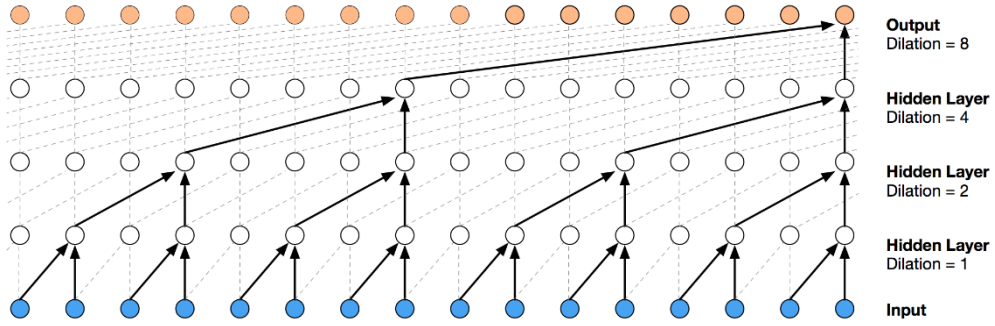 Output
Dilation = 8
Hidden Layer
Dilation = 4
Hidden Layer
Dilation = 2
Hidden Layer
Dilation = 1
Input